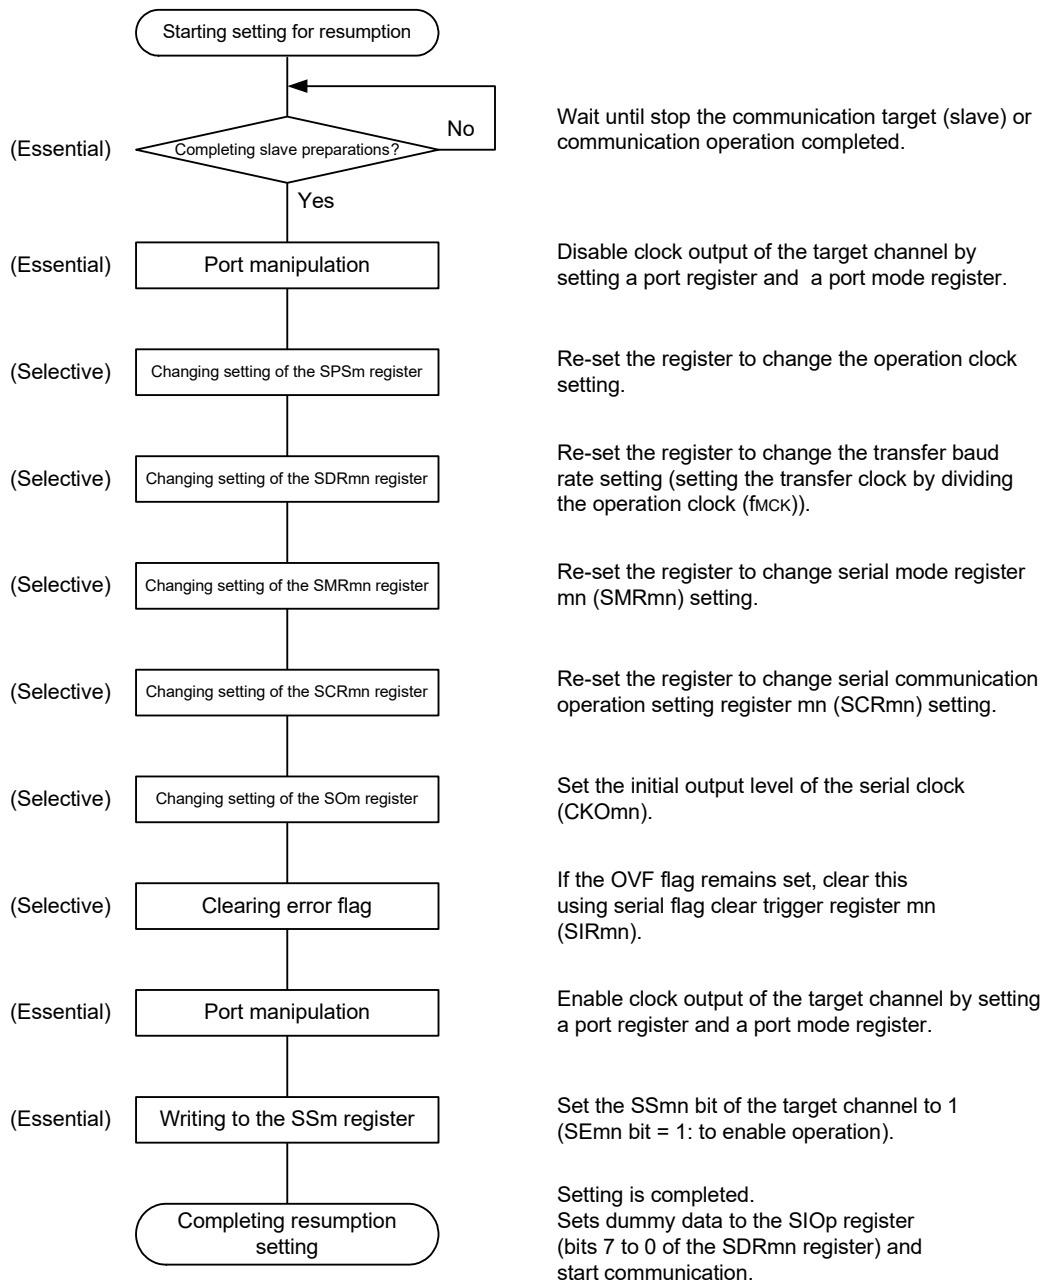 Starting setting for resumption
(Essential)
Completing slave preparations?
No
Yes
Wait until stop the communication target (slave) or
communication operation completed.
(Essential)
Port manipulation
Disable clock output of the target channel by
setting a port register and a port mode register.
(Selective)
Changing setting of the SPSm register
Re-set the register to change the operation clock
setting.
(Selective)
Changing setting of the SDRmn register
Re-set the register to change the transfer baud
rate setting (setting the transfer clock by dividing
the operation clock (fMCK)).
(Selective)
Changing setting of the SMRmn register
Re-set the register to change serial mode register
mn (SMRmn) setting.
(Selective)
Changing setting of the SCRmn register
Re-set the register to change serial communication
operation setting register mn (SCRmn) setting.
(Selective)
Changing setting of the SOm register
Set the initial output level of the serial clock
(CKOmn).
(Selective)
Clearing error flag
If the OVF flag remains set, clear this
using serial flag clear trigger register mn
(SIRmn).
(Essential)
Port manipulation
Enable clock output of the target channel by setting
a port register and a port mode register.
(Essential)
Writing to the SSm register
Set the SSmn bit of the target channel to 1
(SEmn bit = 1: to enable operation).
Completing resumption
setting
Setting is completed.
Sets dummy data to the SIOp register
(bits 7 to 0 of the SDRmn register) and
start communication.